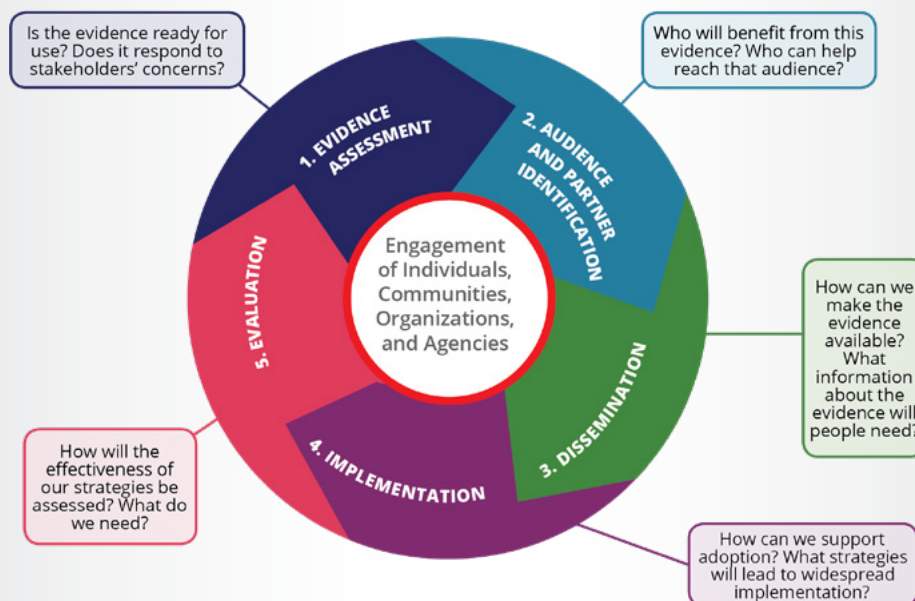 Is the evidence ready for
use? Does it respond to
stakeholders’ concerns?
Who will benefit from this
evidence? Who can help
reach that audience?
1. EVIDENCE
ASSESSMENT
2. AUDIENCE
AND PARTNER
IDENTIFICATION
Engagement
of Individuals,
Communities,
Organizations,
and Agencies
How can we
make the
evidence
available?
What
information
about the
evidence will
people need?
3. DISSEMINATION
4. IMPLEMENTATION
5. EVALUATION
How will the
effectiveness of
our strategies be
assessed? What do
we need?
How can we support
adoption? What strategies
will lead to widespread
implementation?